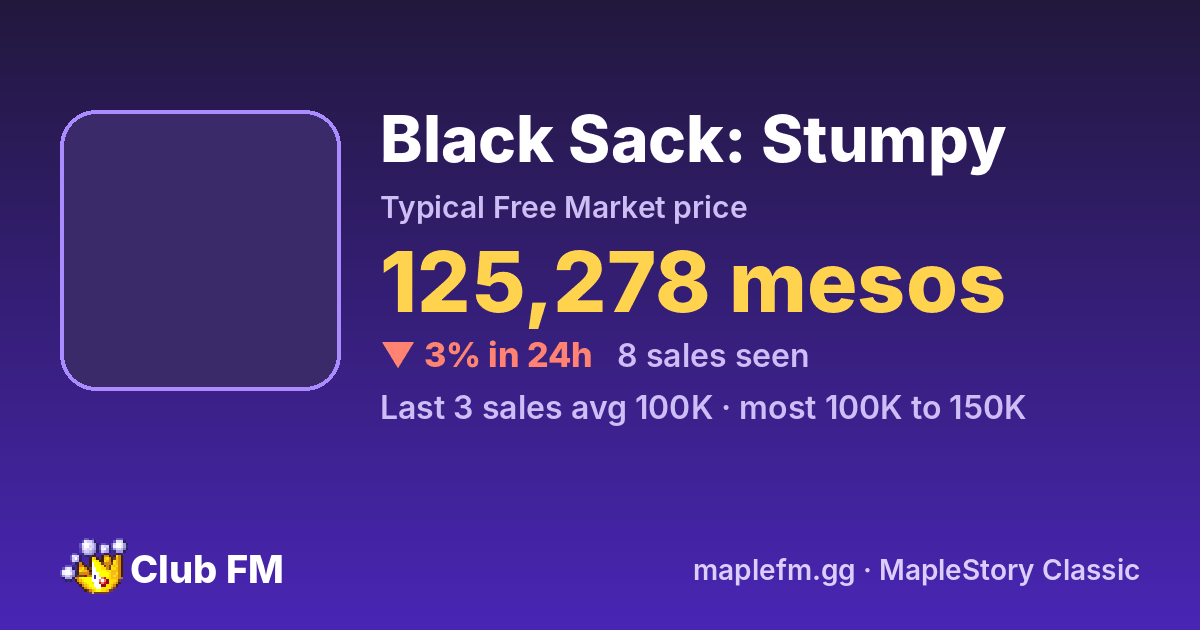 Black Sack: Stumpy
Typical Free Market price
125,278 mesos
▼ 3% in 24h 8 sales seen
Last 3 sales avg 100K · most 100K to 150K
Club FM
maplefm.gg · MapleStory Classic